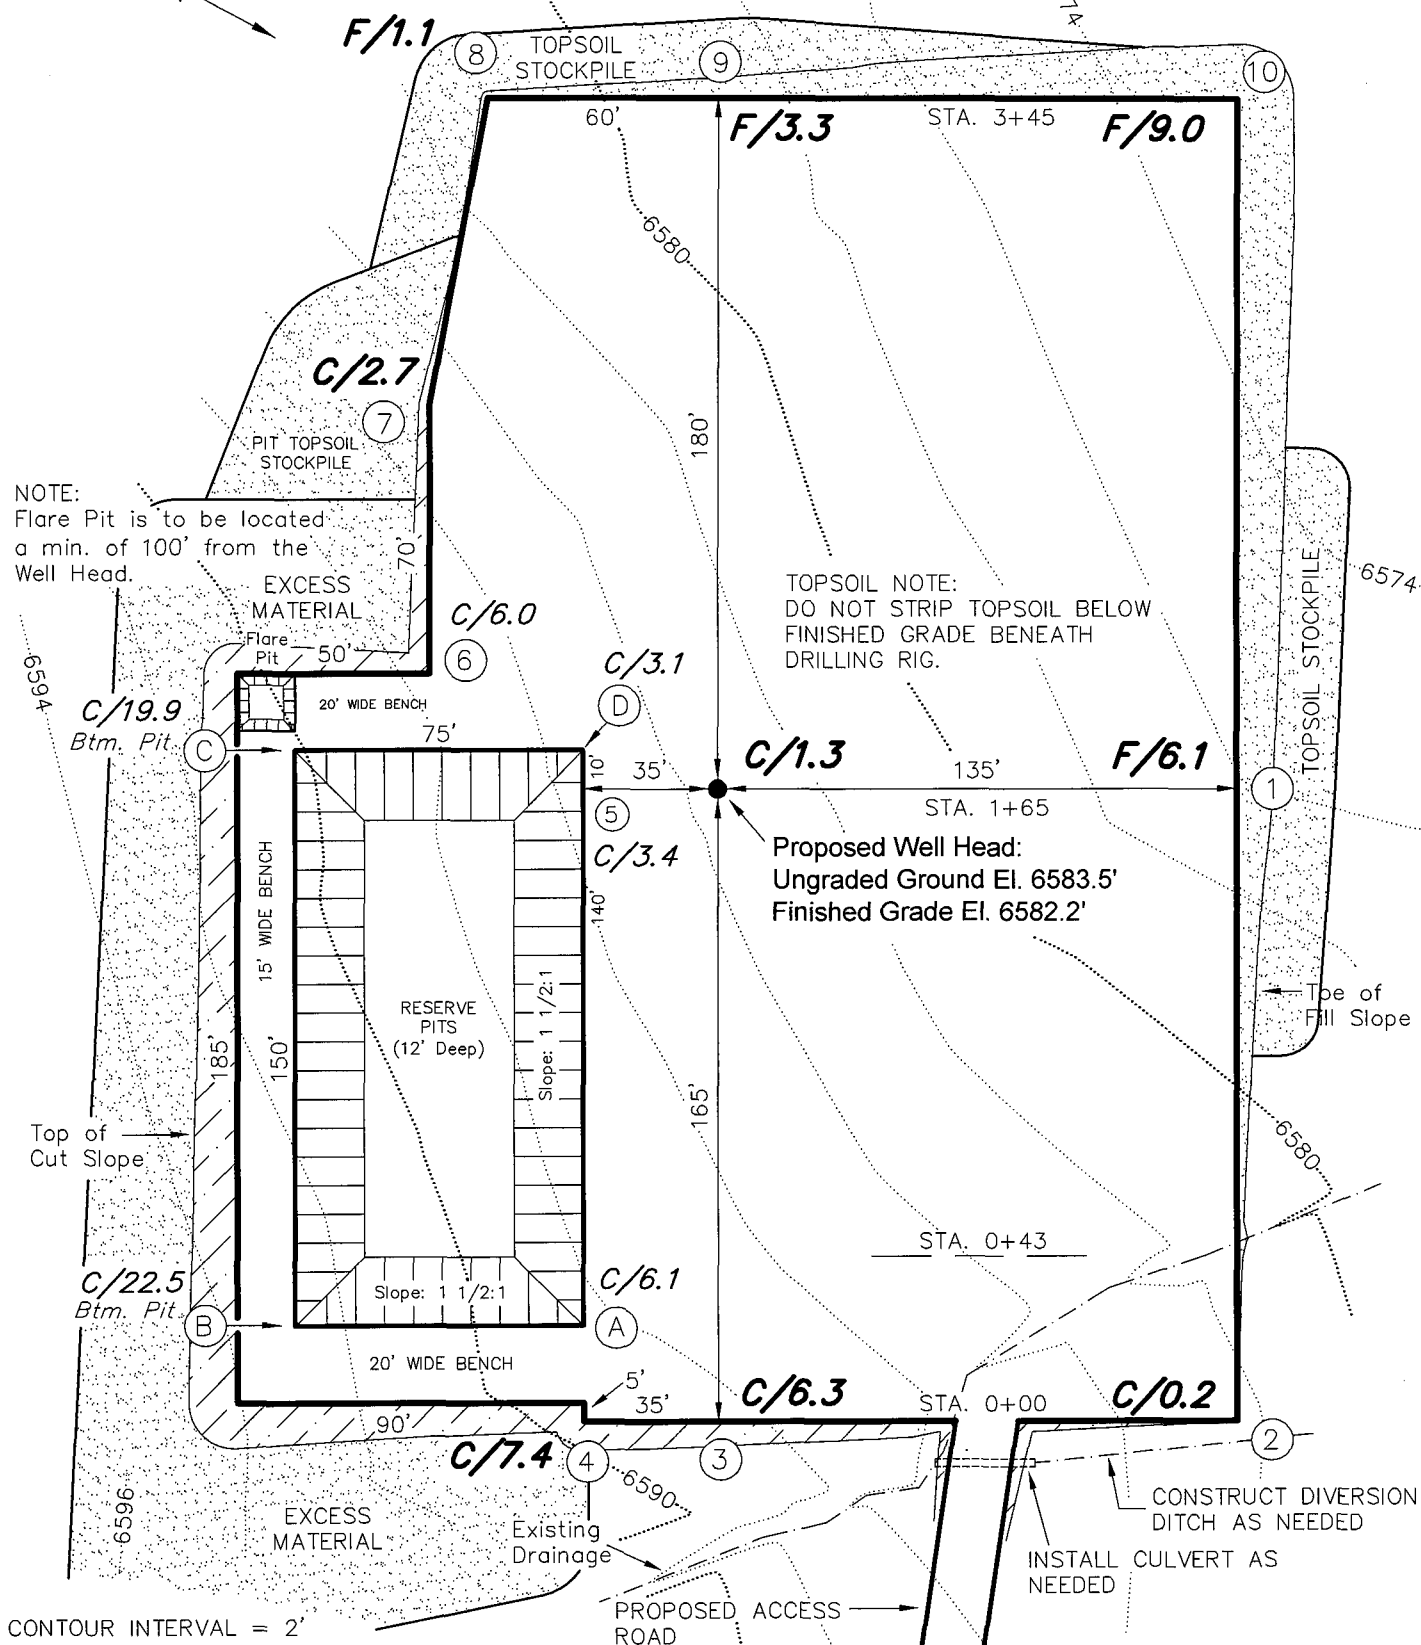 F/1.1
8
TOPSOIL
STOCKPILE
9
10
60'
F/3.3
STA. 3+45
F/9.0
6580
C/2.7
7
180'
PIT TOPSOIL
STOCKPILE
NOTE:
Flare Pit is to be located
a min. of 100' from the
Well Head.
70'
EXCESS
MATERIAL
TOPSOIL NOTE:
DO NOT STRIP TOPSOIL BELOW
FINISHED GRADE BENEATH
DRILLING RIG.
TOPSOIL STOCKPILE
6574
C/6.0
6
Flare
Pit
50'
C/3.1
D
6594
20' WIDE BENCH
C/19.9
Btm. Pit
C
75'
10'
35'
C/1.3
135'
F/6.1
STA. 1+65
1
5
C/3.4
Proposed Well Head:
Ungraded Ground El. 6583.5'
Finished Grade El. 6582.2'
140'
15' WIDE BENCH
RESERVE
PITS
(12' Deep)
Slope: 1 1/2:1
Toe of
Fill Slope
185'
150'
165'
Top of
Cut Slope
6580
STA. 0+43
C/22.5
Btm. Pit
B
Slope: 1 1/2:1
C/6.1
A
20' WIDE BENCH
5'
35'
C/6.3
STA. 0+00
C/0.2
90'
C/7.4
4
3
2
6590
6596
EXCESS
MATERIAL
Existing
Drainage
CONSTRUCT DIVERSION
DITCH AS NEEDED
INSTALL CULVERT AS
NEEDED
PROPOSED ACCESS
ROAD
CONTOUR INTERVAL = 2'